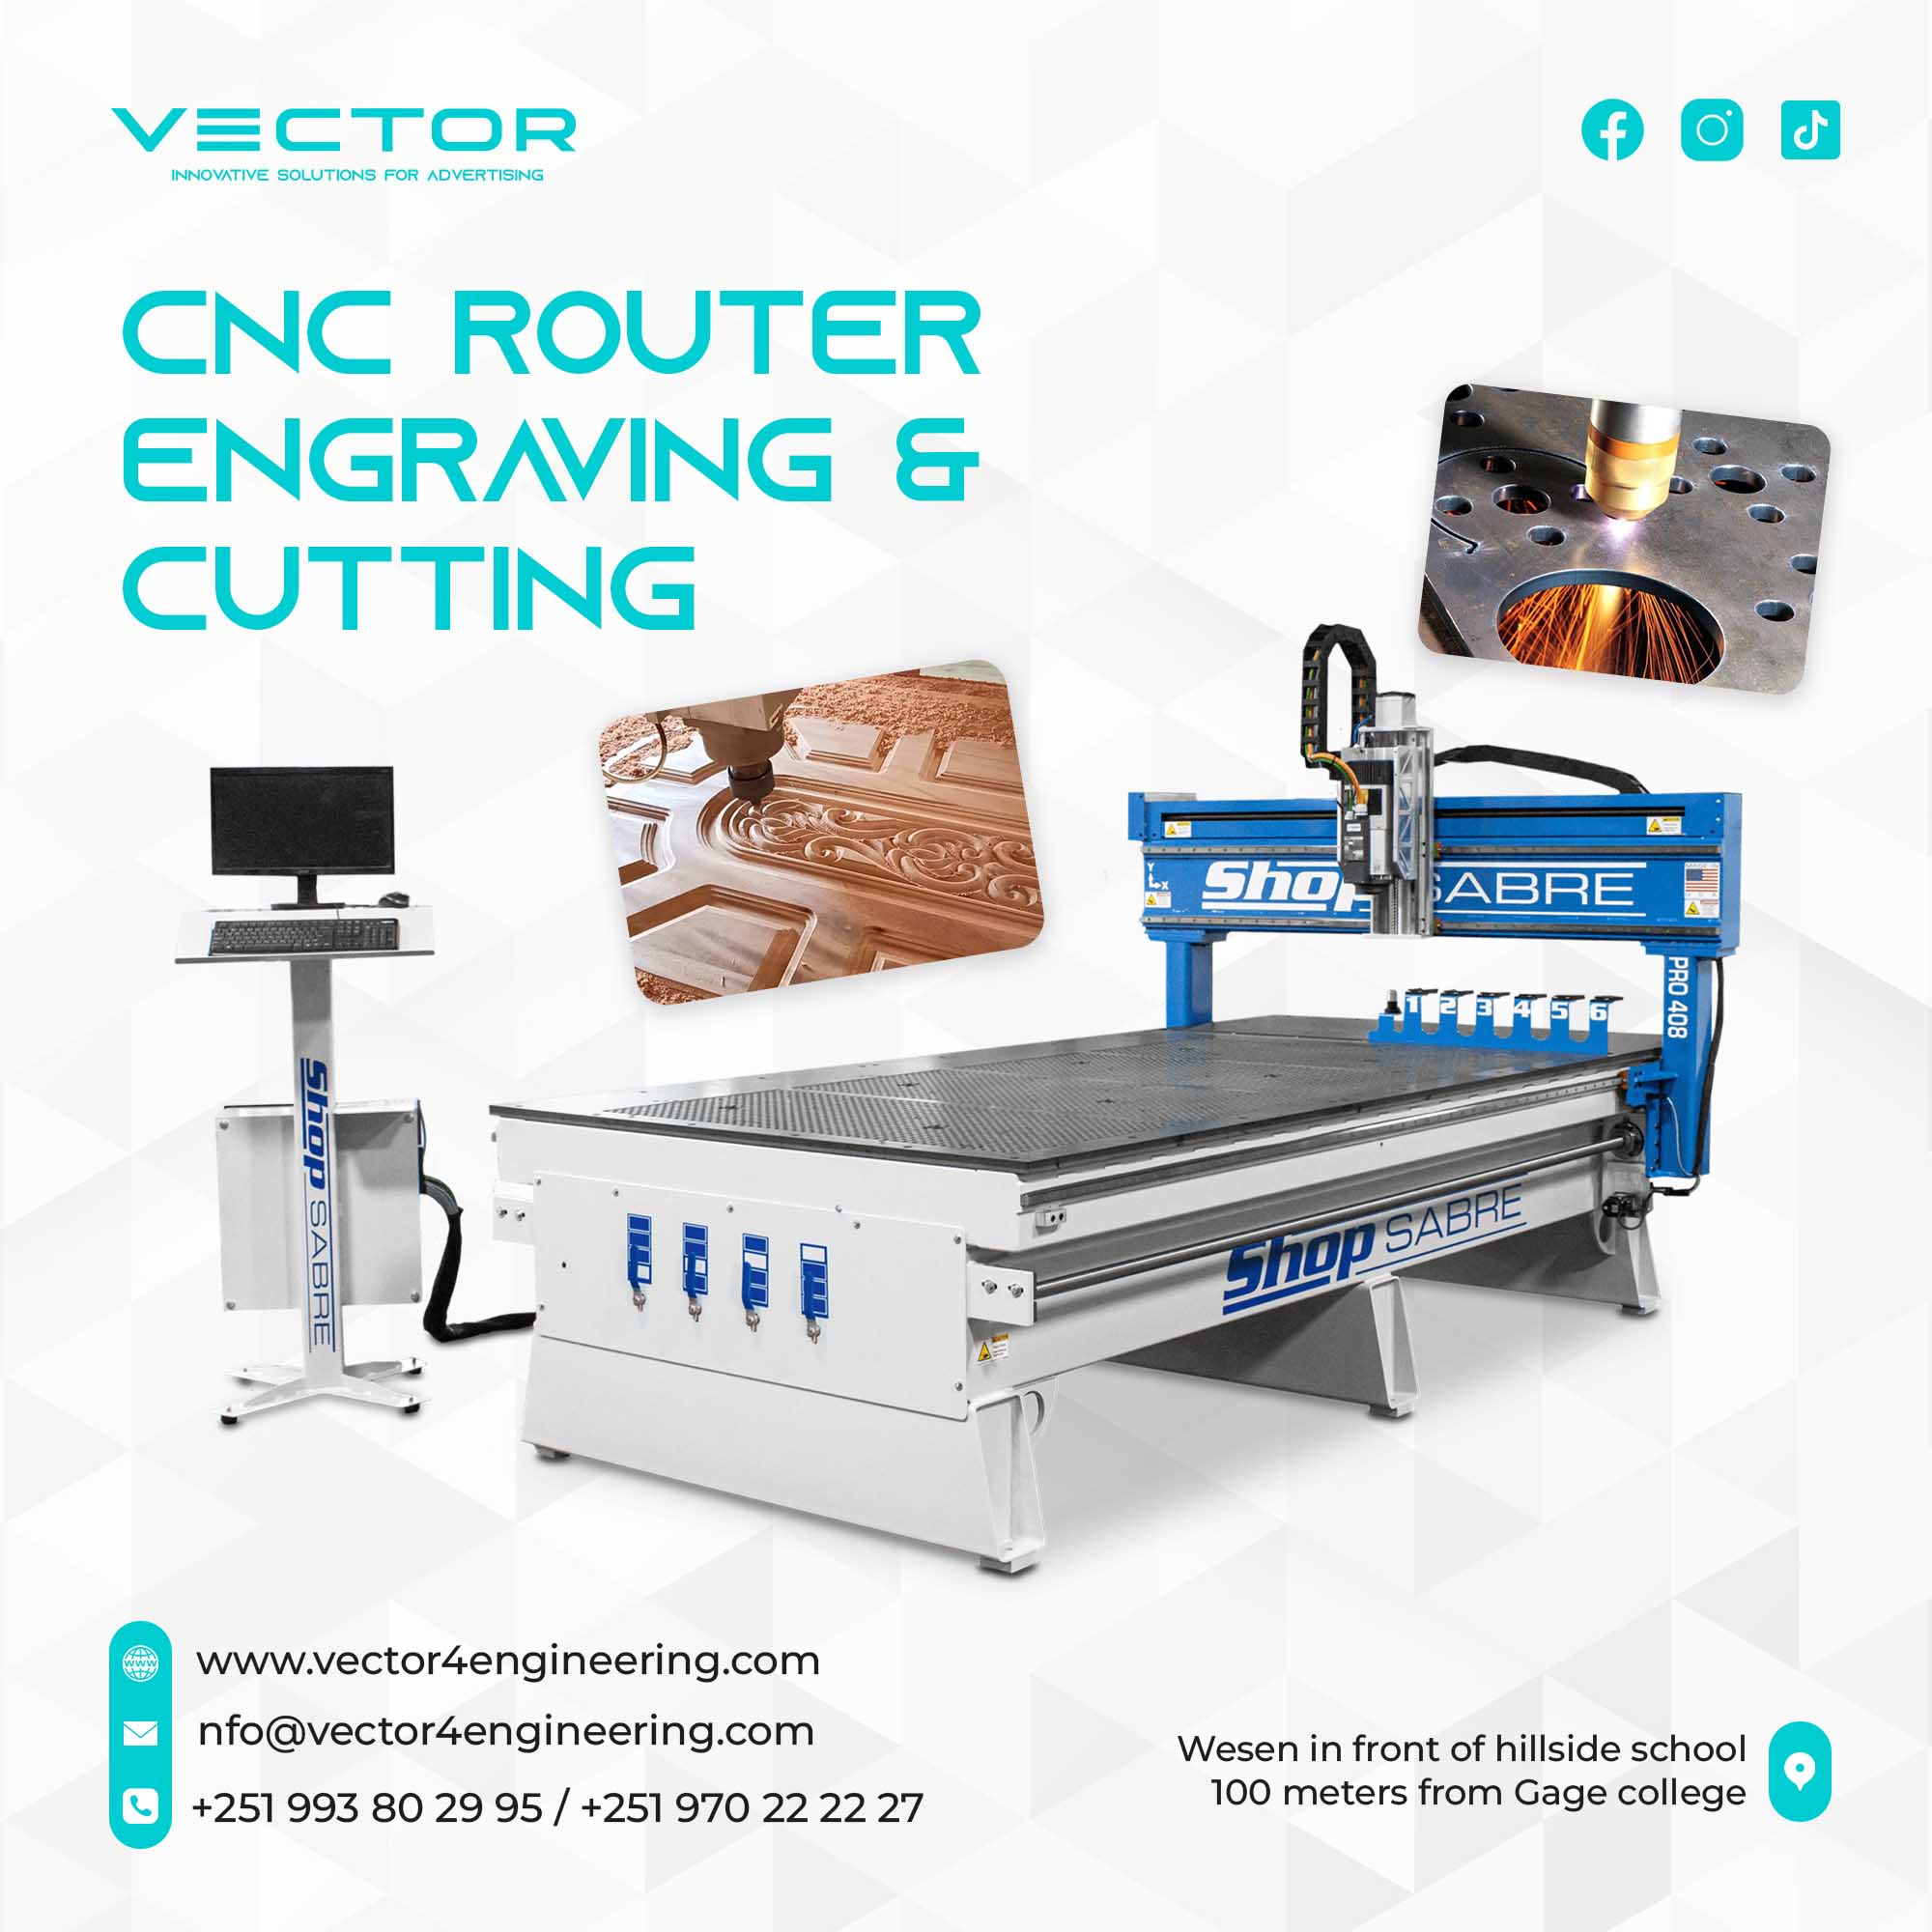 VECTOR
INNOVATIVE SOLUTIONS FOR ADVERTISING
CNC ROUTER
ENGRAVING &
CUTTING
Shop SABRE
PRO 408
1 2 3 4 5 6
Shop SABRE
Shop SABRE
www.vector4engineering.com
nfo@vector4engineering.com
+251 993 80 29 95 / +251 970 22 22 27
Wesen in front of hillside school
100 meters from Gage college